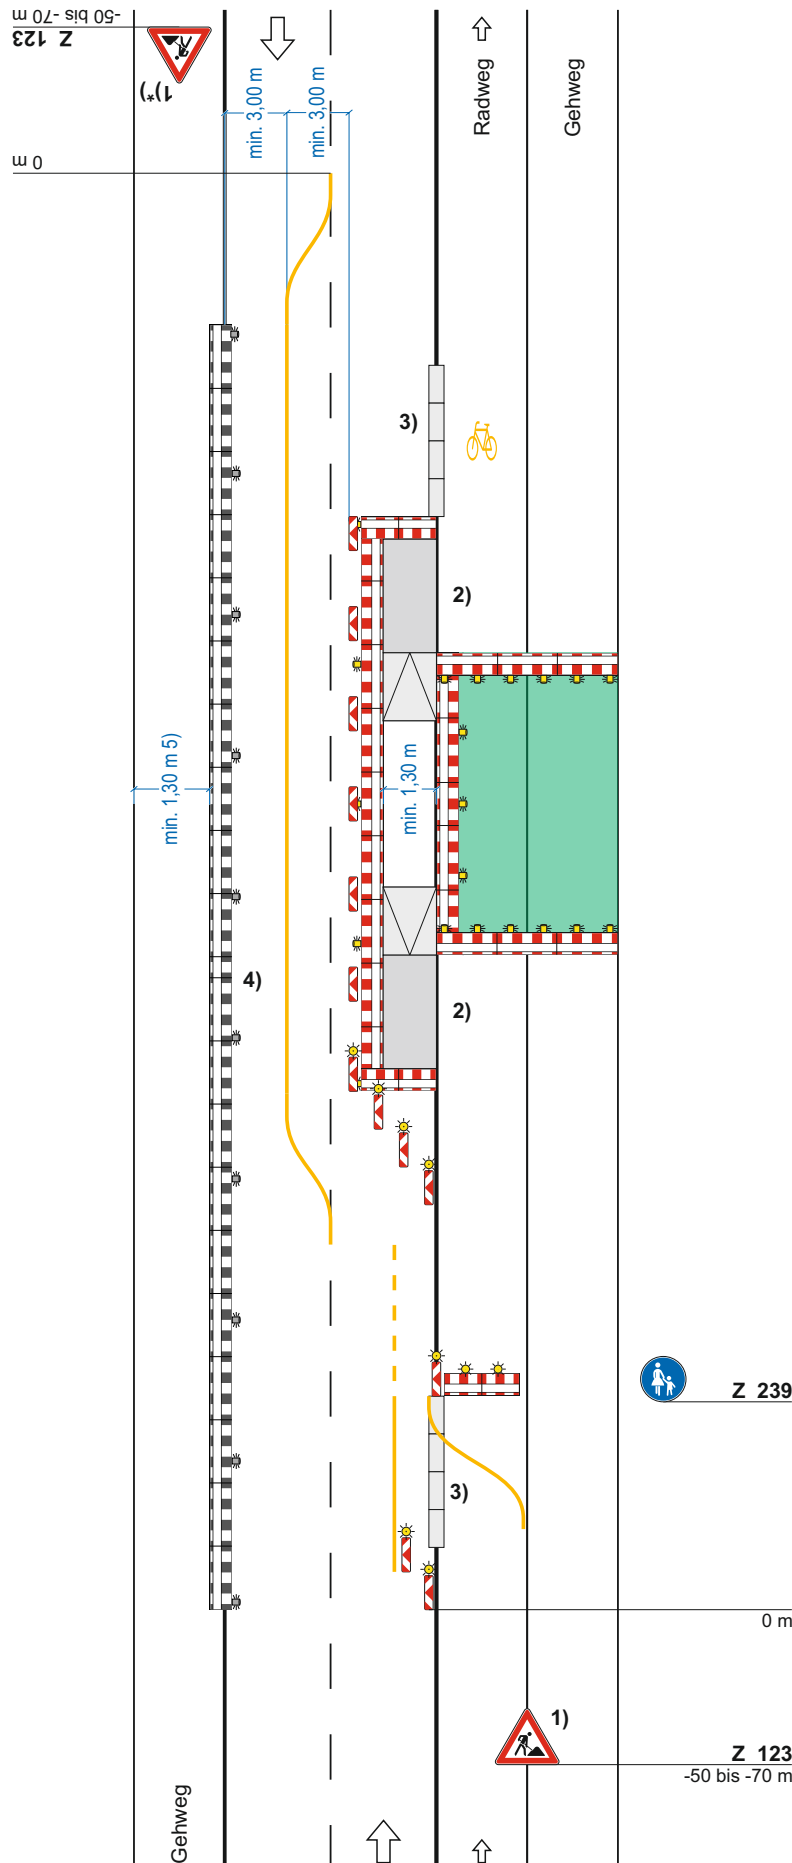 -50 bis -70 m
Z 123
1)*)
min. 3,00 m
min. 3,00 m
Radweg
Gehweg
0 m
3)
2)
min. 1,30 m 5)
min. 1,30 m
4)
2)
Z 239
3)
0 m
1)
Z 123
-50 bis -70 m
Gehweg